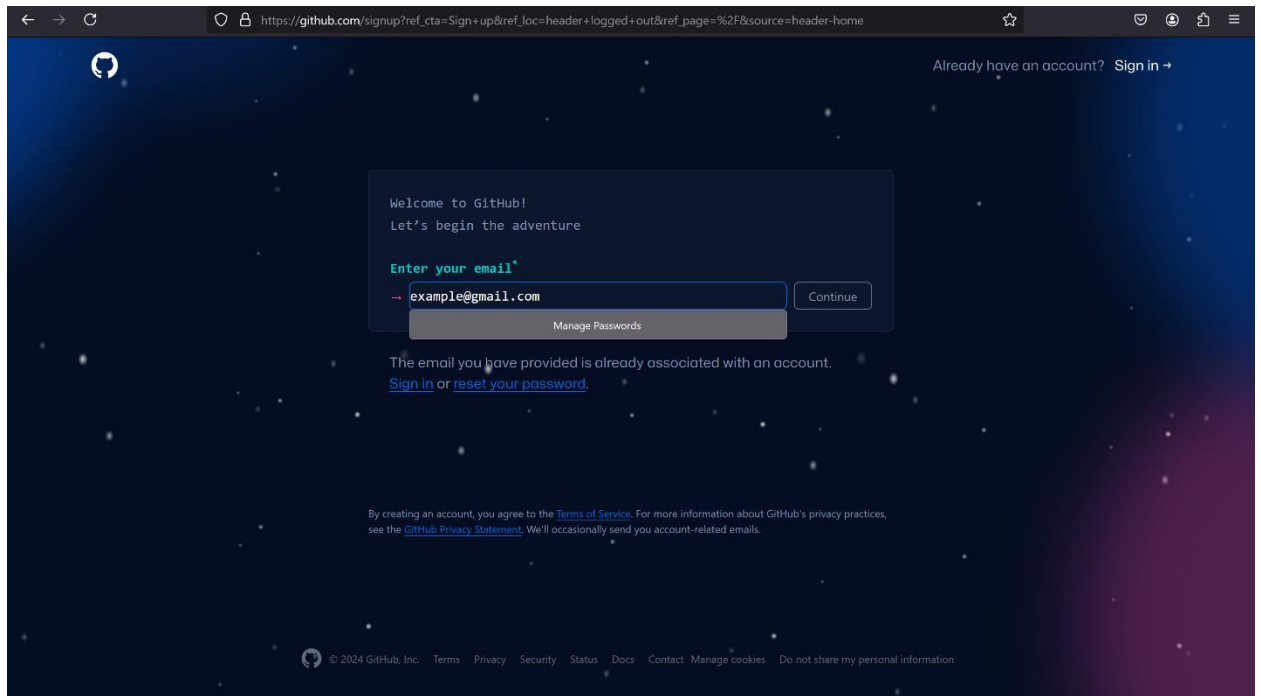 https://github.com/signup?ref_cta=Sign+up&ref_loc=header+logged+out&ref_page=%2F&source=header-home
Already have an account? Sign in →
Welcome to GitHub!
Let’s begin the adventure
Enter your email*
→ example@gmail.com Continue
Manage Passwords
The email you have provided is already associated with an account.
Sign in or reset your password.
By creating an account, you agree to the Terms of Service. For more information about GitHub's privacy practices,
see the GitHub Privacy Statement. We'll occasionally send you account-related emails.
© 2024 GitHub, Inc. Terms Privacy Security Status Docs Contact Manage cookies Do not share my personal information